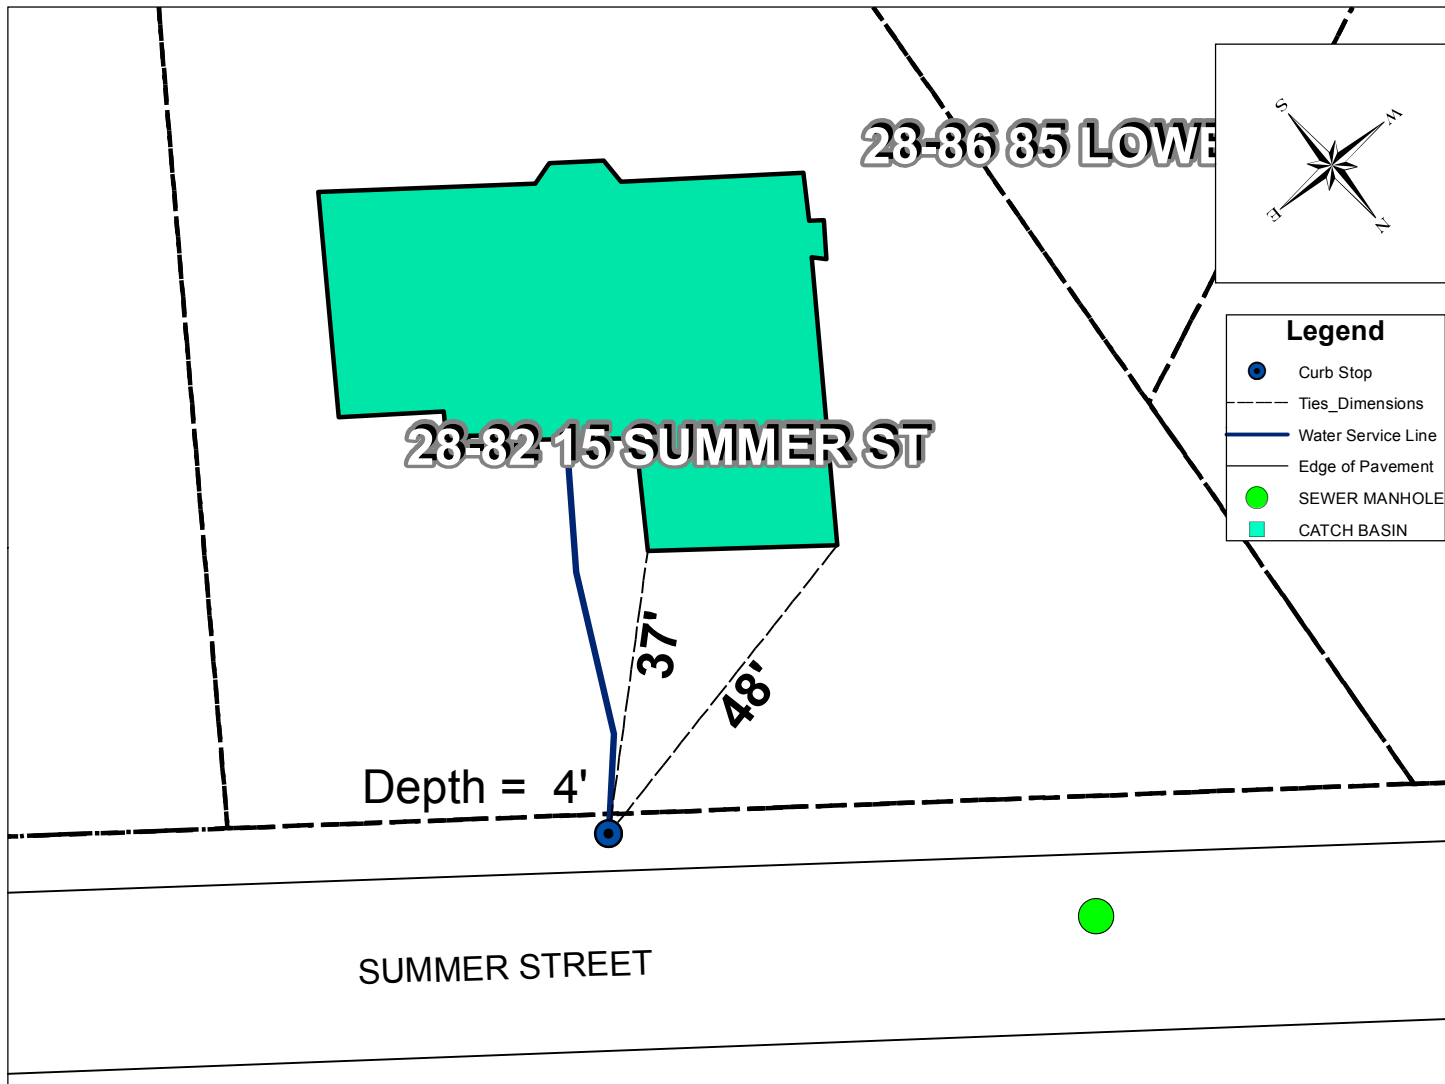 28-86 85 LOWE
S
W
E
N
Legend
Curb Stop
Ties_Dimensions
Water Service Line
Edge of Pavement
SEWER MANHOLE
CATCH BASIN
28-82 15 SUMMER ST
37'
48'
Depth = 4'
SUMMER STREET